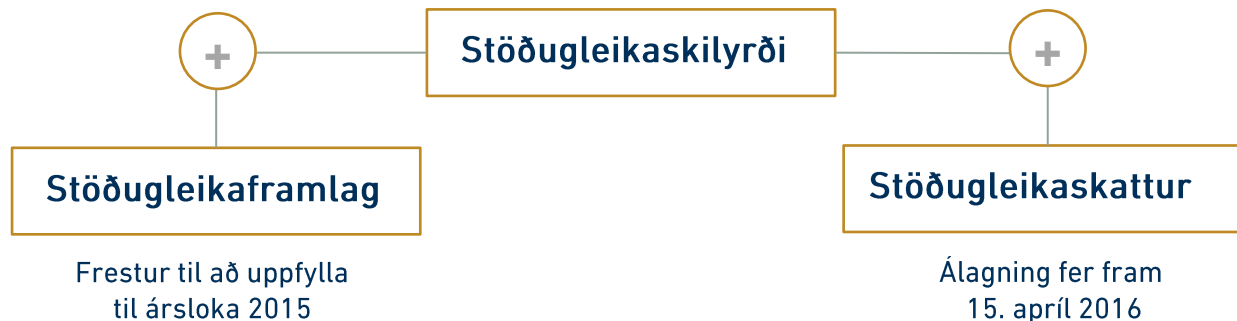 +
Stöðugleikaskilyrði
+
Stöðugleikaframlag
Stöðugleikaskattur
Frestur til að uppfylla
til ársloka 2015
Álagning fer fram
15. apríl 2016